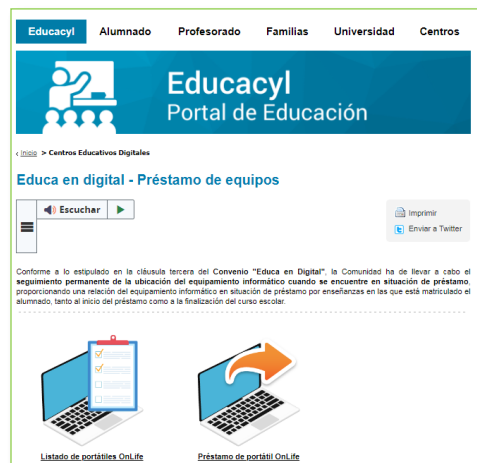 Educacyl Alumnado Profesorado Familias Universidad Centros
Educacyl
Portal de Educación
‹ Inicio > Centros Educativos Digitales
Educa en digital - Préstamo de equipos
Escuchar
Imprimir
Enviar a Twitter
Conforme a lo estipulado en la cláusula tercera del Convenio "Educa en Digital", la Comunidad ha de llevar a cabo el
seguimiento permanente de la ubicación del equipamiento informático cuando se encuentre en situación de préstamo,
proporcionando una relación del equipamiento informático en situación de préstamo por enseñanzas en las que está matriculado el
alumnado, tanto al inicio del préstamo como a la finalización del curso escolar.
Listado de portátiles OnLife Préstamo de portátil OnLife